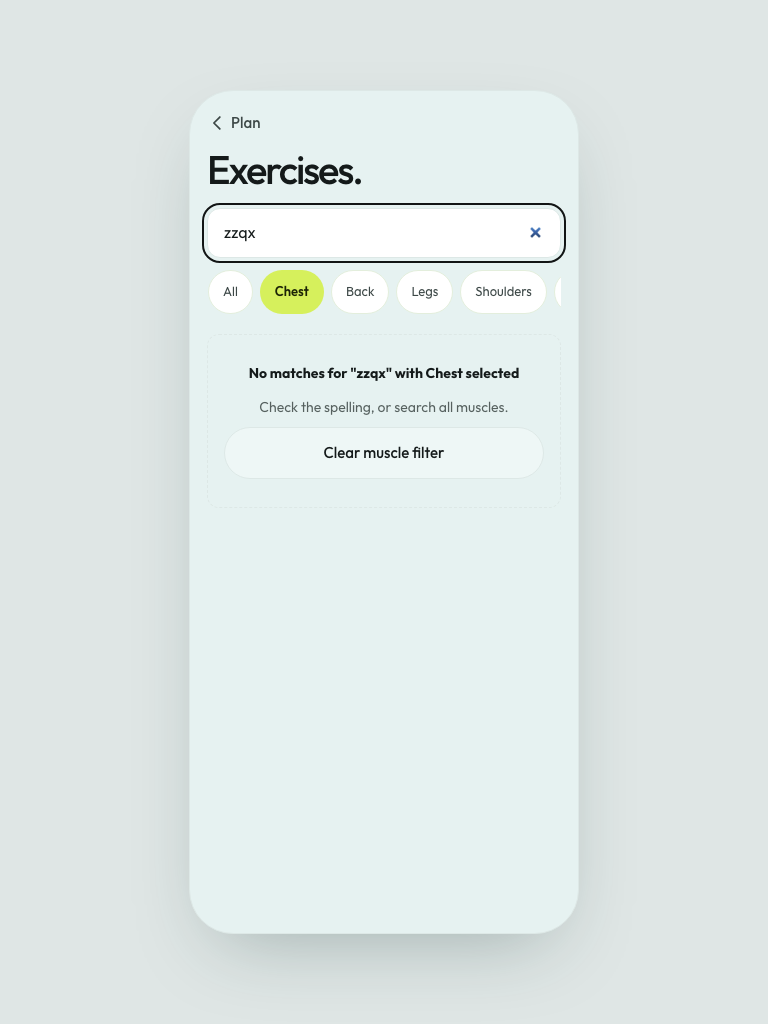 Plan
Exercises.
zzqx
All Chest Back Legs Shoulders
No matches for "zzqx" with Chest selected
Check the spelling, or search all muscles.
Clear muscle filter